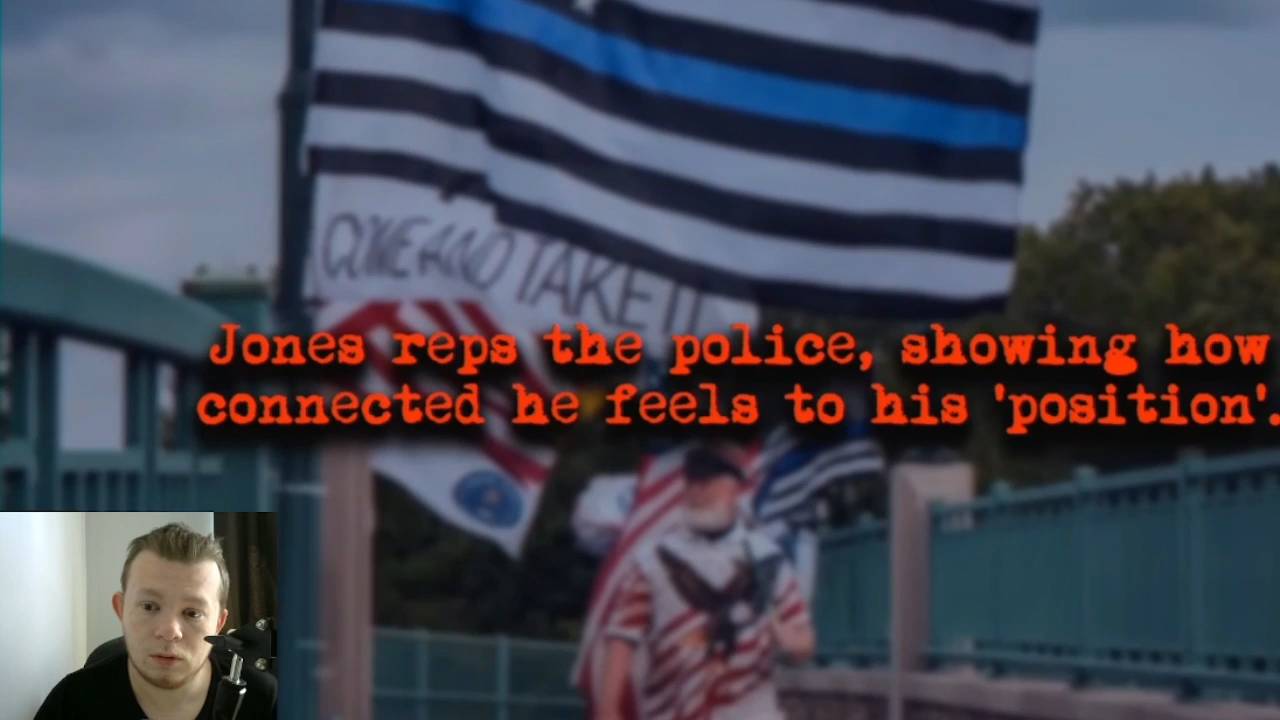 COME AND TAKE IT
Jones reps the police, showing how
connected he feels to his 'position'.